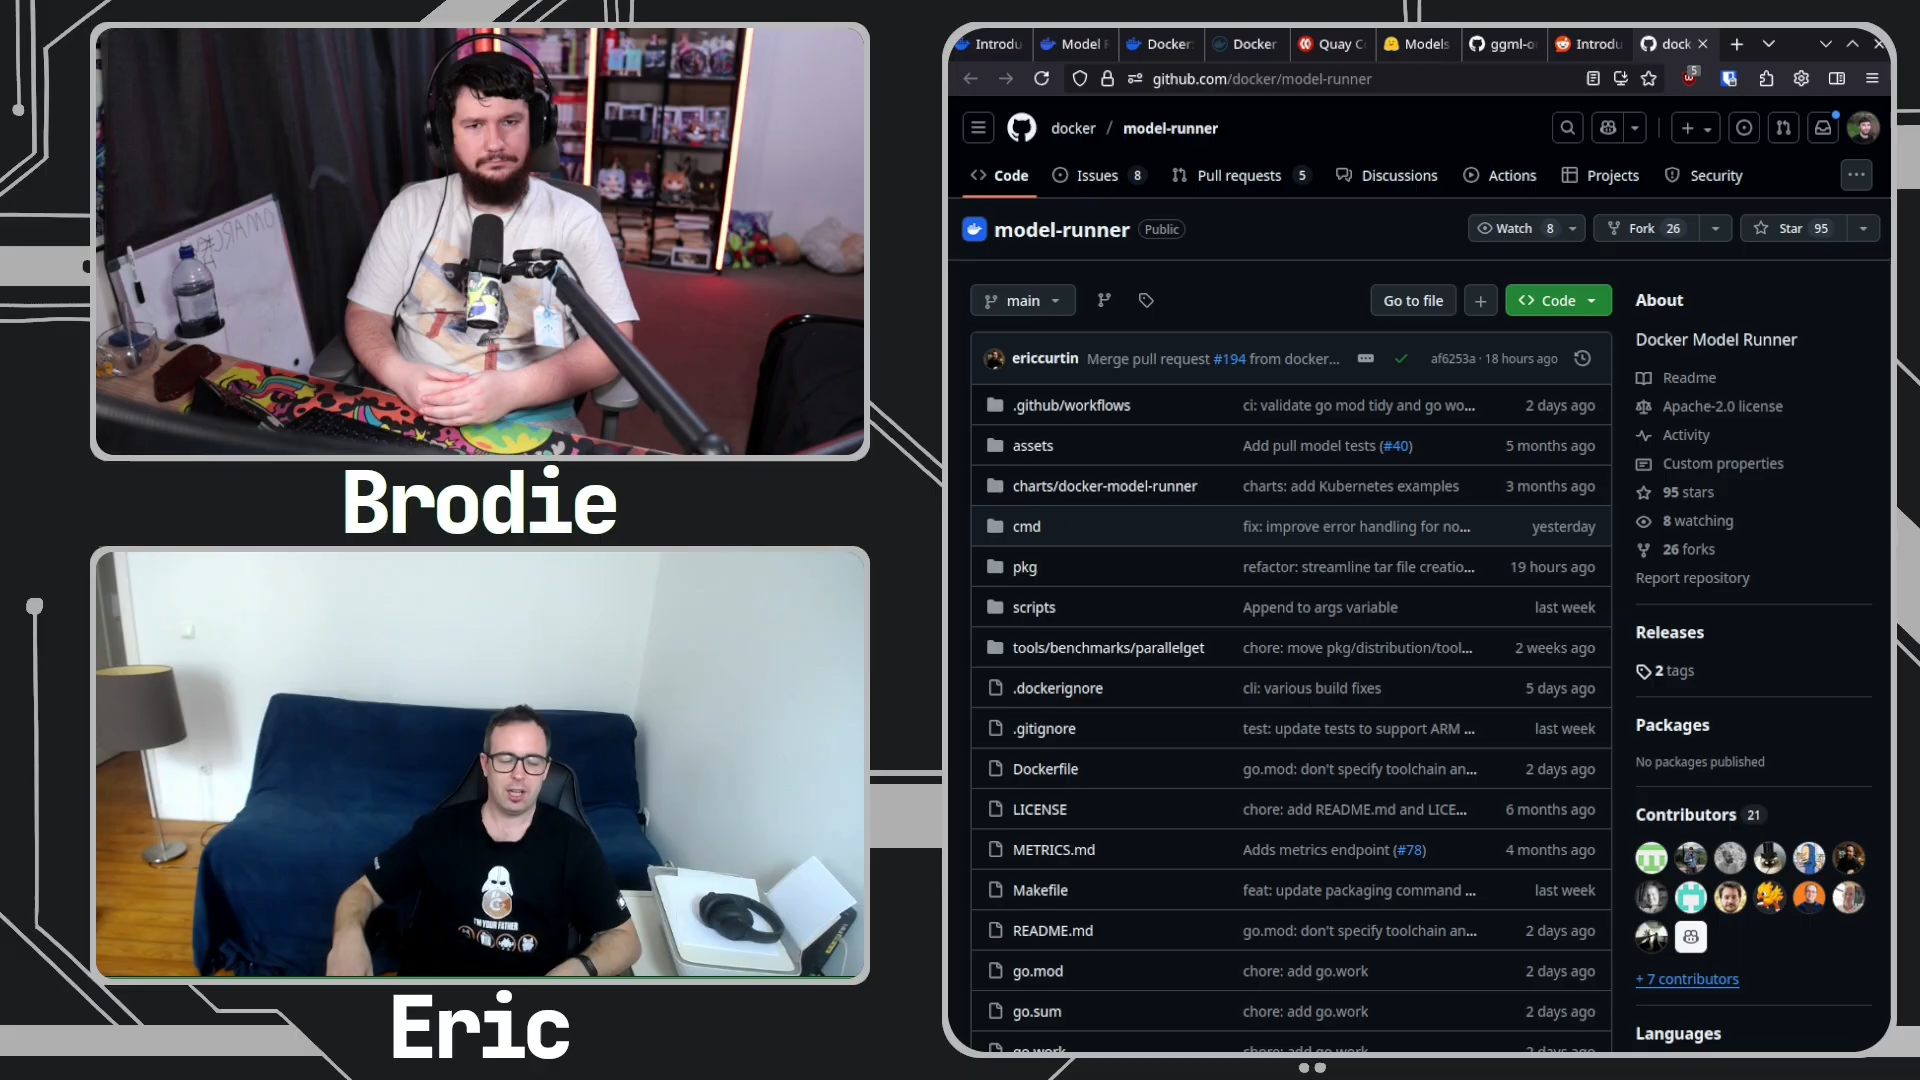 Brodie
Eric
I'M YOUR FATHER
Introdu
Model R
Docker:
Docker
Quay C
Models
ggml-o
Introdu
dock
github.com/docker/model-runner
5
docker / model-runner
Code
Issues 8
Pull requests 5
Discussions
Actions
Projects
Security
model-runner Public
Watch 8
Fork 26
Star 95
main
Go to file
Code
ericcurtin Merge pull request #194 from docker... af6253a · 18 hours ago
.github/workflows ci: validate go mod tidy and go wo... 2 days ago
assets Add pull model tests (#40) 5 months ago
charts/docker-model-runner charts: add Kubernetes examples 3 months ago
cmd fix: improve error handling for no... yesterday
pkg refactor: streamline tar file creatio... 19 hours ago
scripts Append to args variable last week
tools/benchmarks/parallelget chore: move pkg/distribution/tool... 2 weeks ago
.dockerignore cli: various build fixes 5 days ago
.gitignore test: update tests to support ARM ... last week
Dockerfile go.mod: don't specify toolchain an... 2 days ago
LICENSE chore: add README.md and LICE... 6 months ago
METRICS.md Adds metrics endpoint (#78) 4 months ago
Makefile feat: update packaging command ... last week
README.md go.mod: don't specify toolchain an... 2 days ago
go.mod chore: add go.work 2 days ago
go.sum chore: add go.work 2 days ago
go.work chore: add go.work 2 days ago
About
Docker Model Runner
Readme
Apache-2.0 license
Activity
Custom properties
95 stars
8 watching
26 forks
Report repository
Releases
2 tags
Packages
No packages published
Contributors 21
+ 7 contributors
Languages